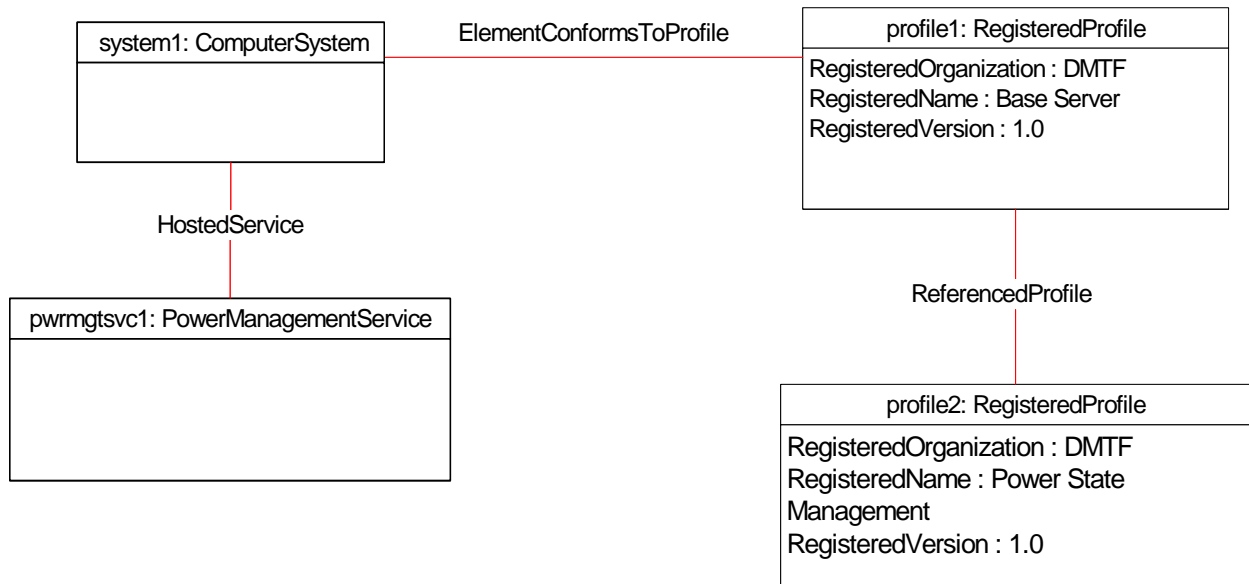 system1: ComputerSystem
ElementConformsToProfile
profile1: RegisteredProfile
RegisteredOrganization : DMTF
RegisteredName : Base Server
RegisteredVersion : 1.0
HostedService
pwrmgtsvc1: PowerManagementService
ReferencedProfile
profile2: RegisteredProfile
RegisteredOrganization : DMTF
RegisteredName : Power State
Management
RegisteredVersion : 1.0